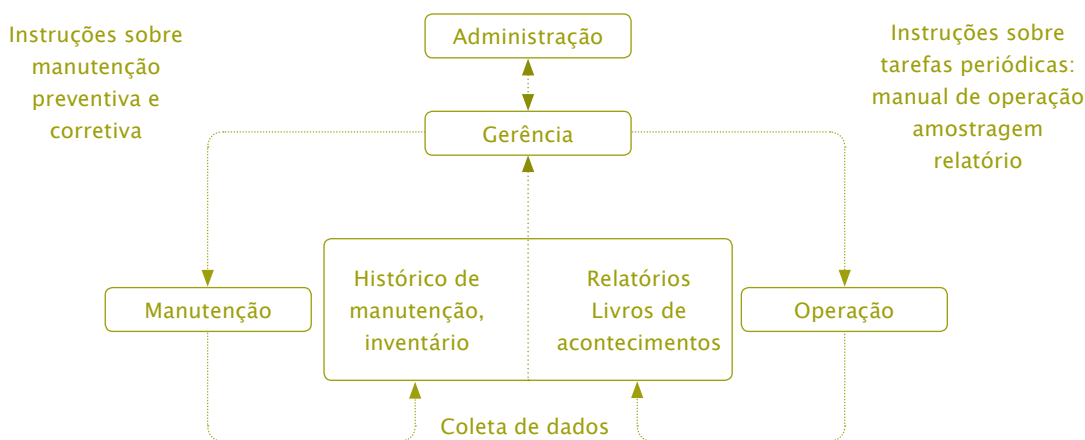 Instruções sobre
manutenção
preventiva e
corretiva
Administração
Instruções sobre
tarefas periódicas:
manual de operação
amostragem
relatório
Gerência
Manutenção
Histórico de
manutenção,
inventário
Relatórios
Livros de
acontecimentos
Operação
Coleta de dados